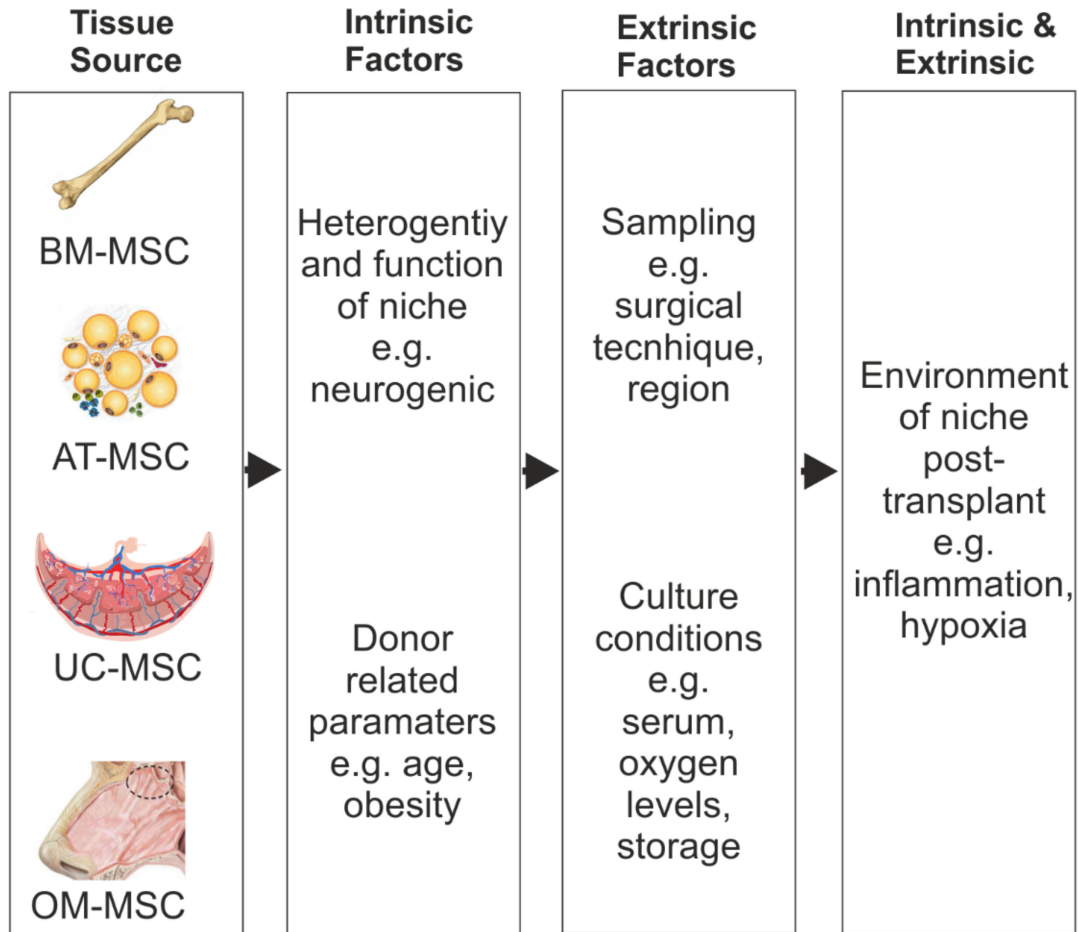 Tissue
Source
BM-MSC
AT-MSC
UC-MSC
OM-MSC
Intrinsic
Factors
Heterogentiy
and function
of niche
e.g.
neurogenic
Donor
related
paramaters
e.g. age,
obesity
Extrinsic
Factors
Sampling
e.g.
surgical
tecnhique,
region
Culture
conditions
e.g.
serum,
oxygen
levels,
storage
Intrinsic &
Extrinsic
Environment
of niche
post-
transplant
e.g.
inflammation,
hypoxia